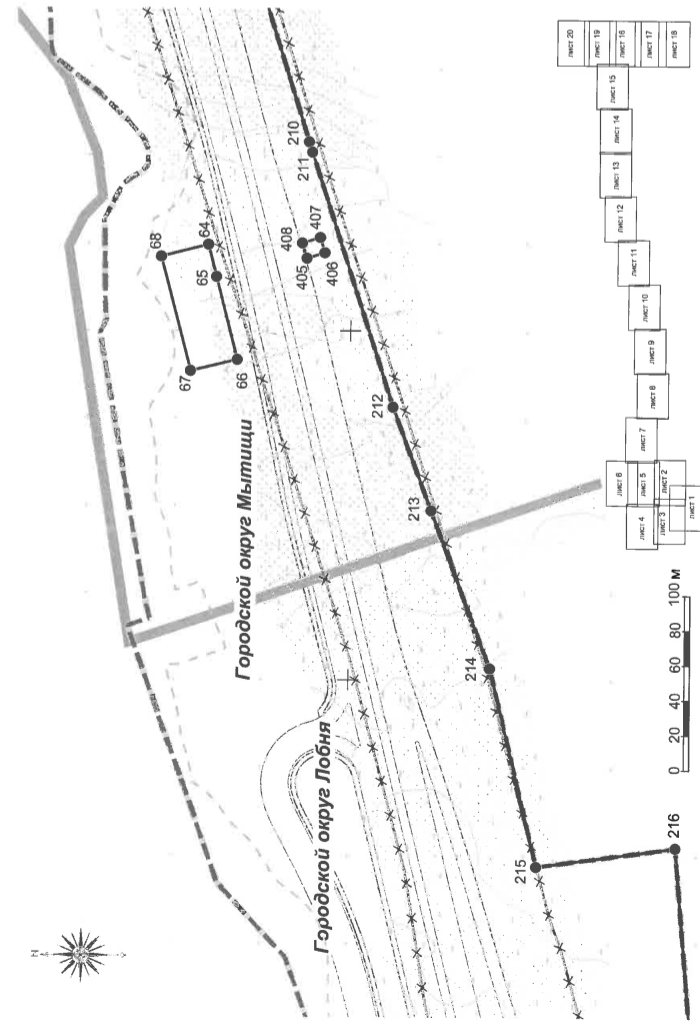 N
68
64
65
67
66
210
211
408
407
405
406
212
213
214
215
216
Городской округ Мытищи
Городской округ Лобня
0 20 40 60 80 100 м
лист 20
лист 19
лист 16
лист 17
лист 18
лист 15
лист 14
лист 13
лист 12
лист 11
лист 10
лист 9
лист 8
лист 7
лист 6
лист 5
лист 2
лист 4
лист 3
лист 1